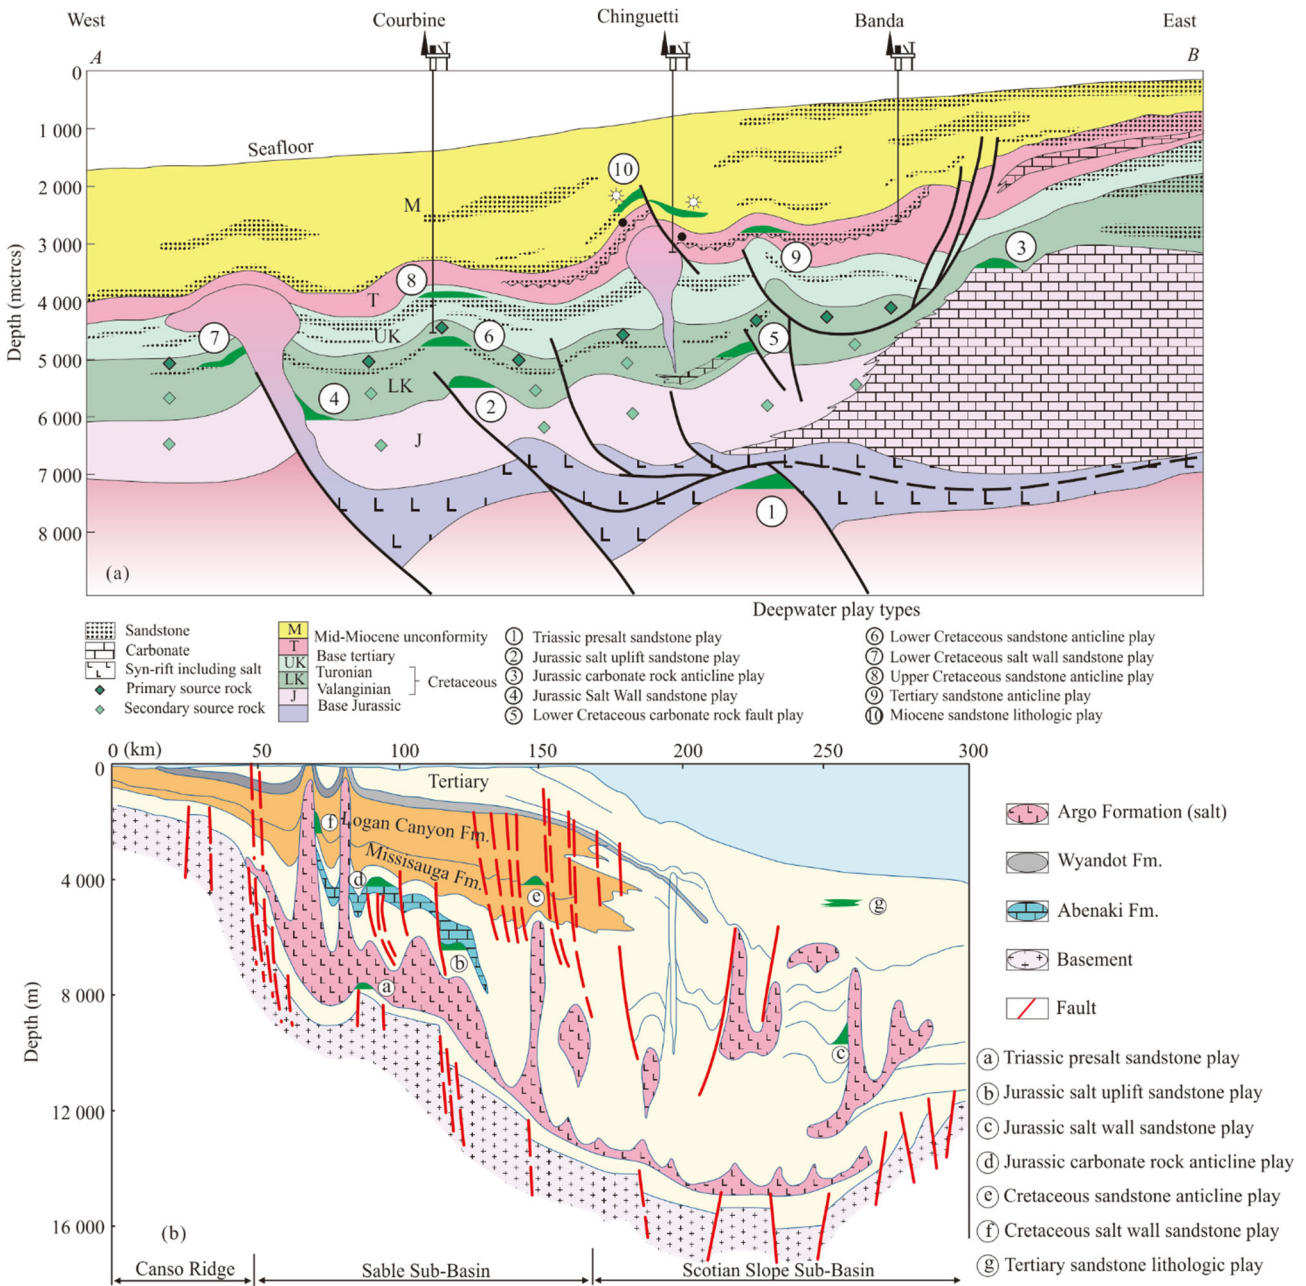 West Courbine Chinguetti Banda East
A B
0
1 000
2 000
3 000
4 000
5 000
6 000
7 000
8 000
Depth (mctres)
Seafloor
M
T
UK
LK
J
10
9
8
7
6
5
4
3
2
1
(a)
Deepwater play types
Sandstone
Carbonate
Syn-rift including salt
Primary source rock
Secondary source rock
M
T
UK
LK
J
Mid-Miocene unconformity
Base tertiary
Turonian
Valanginian
Base Jurassic
Cretaceous
1 Triassic presalt sandstone play
2 Jurassic salt uplift sandstone play
3 Jurassic carbonate rock anticline play
4 Jurassic Salt Wall sandstone play
5 Lower Cretaceous carbonate rock fault play
6 Lower Cretaceous sandstone anticline play
7 Lower Cretaceous salt wall sandstone play
8 Upper Cretaceous sandstone anticline play
9 Tertiary sandstone anticline play
10 Miocene sandstone lithologic play
0 (km) 50 100 150 200 250 300
0
4 000
8 000
12 000
16 000
Depth (m)
Tertiary
Logan Canyon Fm.
Missisauga Fm.
f
d
e
g
b
a
c
(b)
Canso Ridge Sable Sub-Basin Scotian Slope Sub-Basin
Argo Formation (salt)
Wyandot Fm.
Abenaki Fm.
Basement
Fault
a Triassic presalt sandstone play
b Jurassic salt uplift sandstone play
c Jurassic salt wall sandstone play
d Jurassic carbonate rock anticline play
e Cretaceous sandstone anticline play
f Cretaceous salt wall sandstone play
g Tertiary sandstone lithologic play